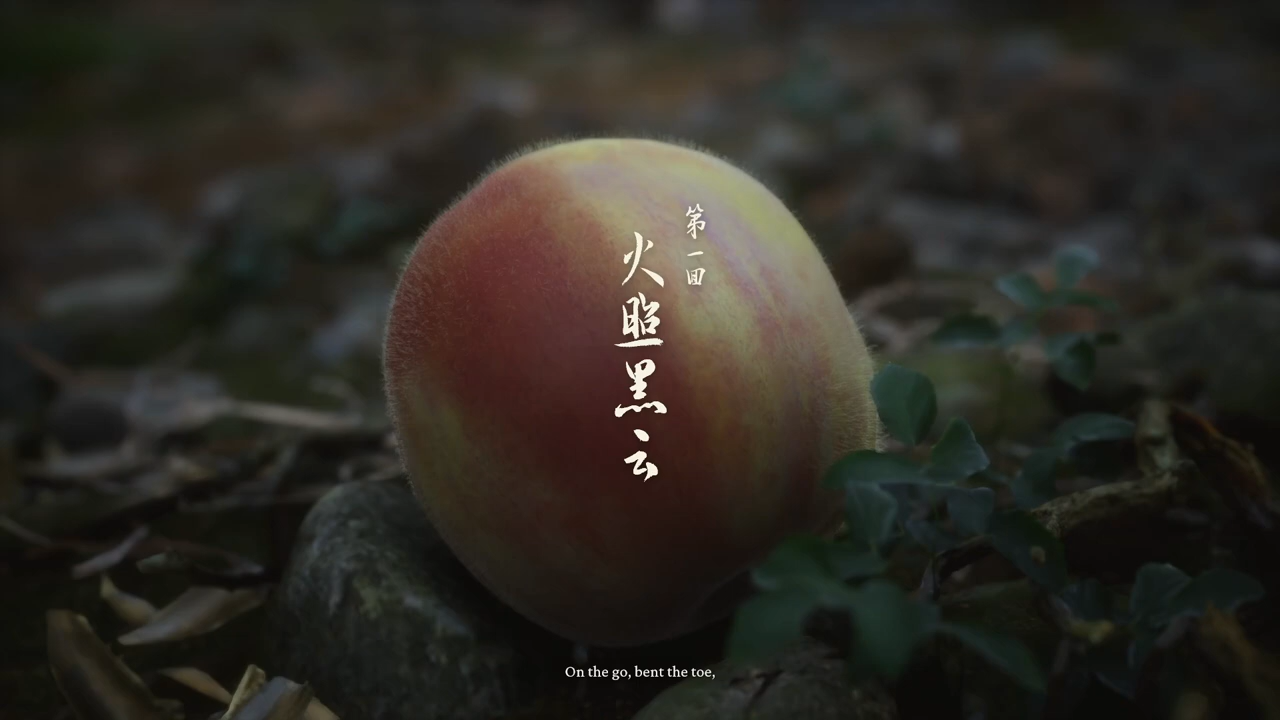 第一回
火照黑云
On the go, bent the toe,